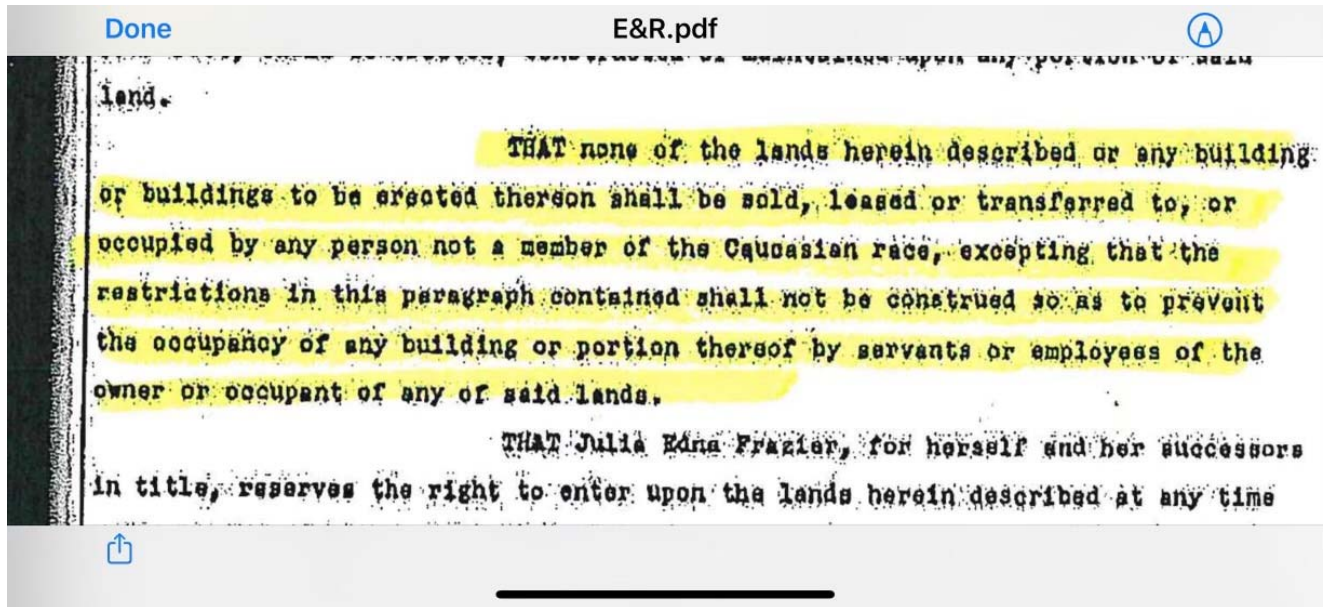 Done
E&R.pdf
upon any portion of said
land.
THAT none of the lands herein described or any building
or buildings to be erected thereon shall be sold, leased or transferred to, or
occupied by any person not a member of the Caucasian race, excepting that the
restrictions in this paragraph contained shall not be construed so as to prevent
the occupancy of any building or portion thereof by servants or employees of the
owner or occupant of any of said lands.
THAT Julia Edna Frazier, for herself and her successors
in title, reserves the right to enter upon the lands herein described at any time